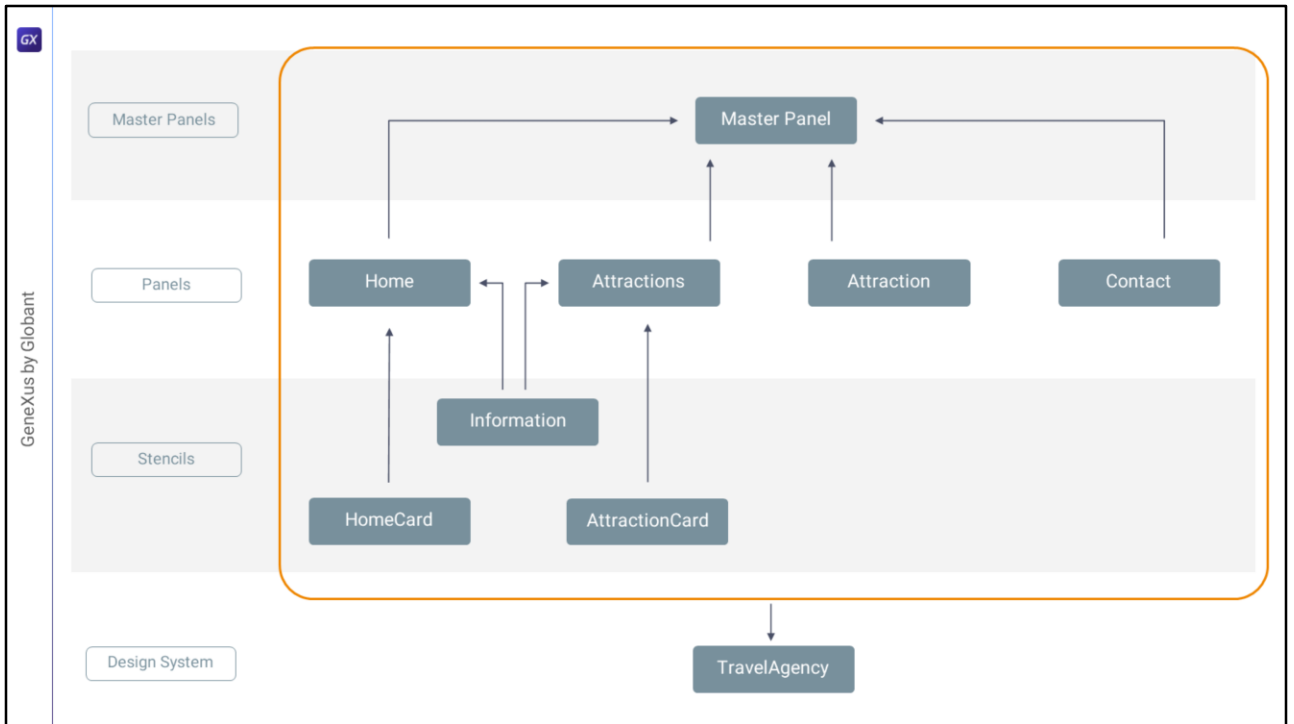 GX
GeneXus by Globant
Master Panels
Master Panel
Panels
Home
Attractions
Attraction
Contact
Stencils
Information
HomeCard
AttractionCard
Design System
TravelAgency